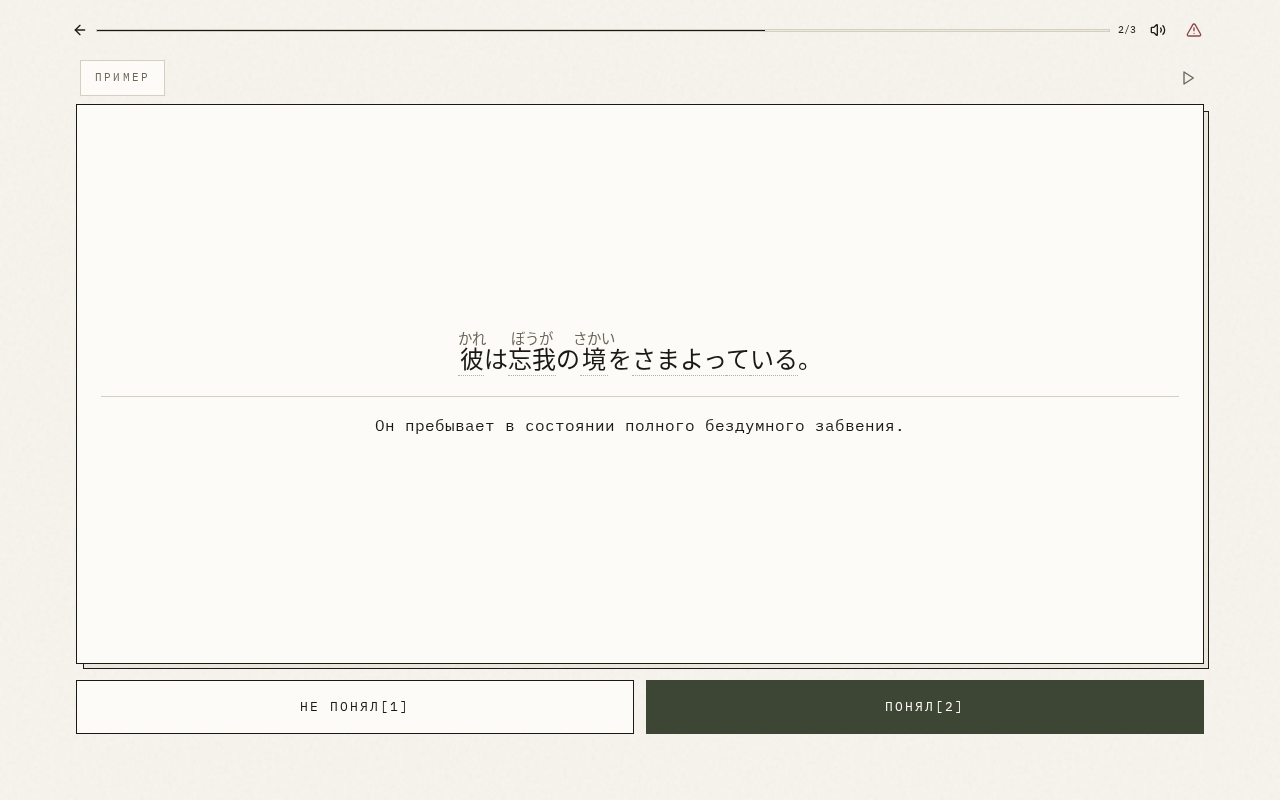 2/3
ПРИМЕР
かれ ぼうが さかい
彼は忘我の境をさまよっている。
Он пребывает в состоянии полного бездумного забвения.
НЕ ПОНЯЛ[1]
ПОНЯЛ[2]